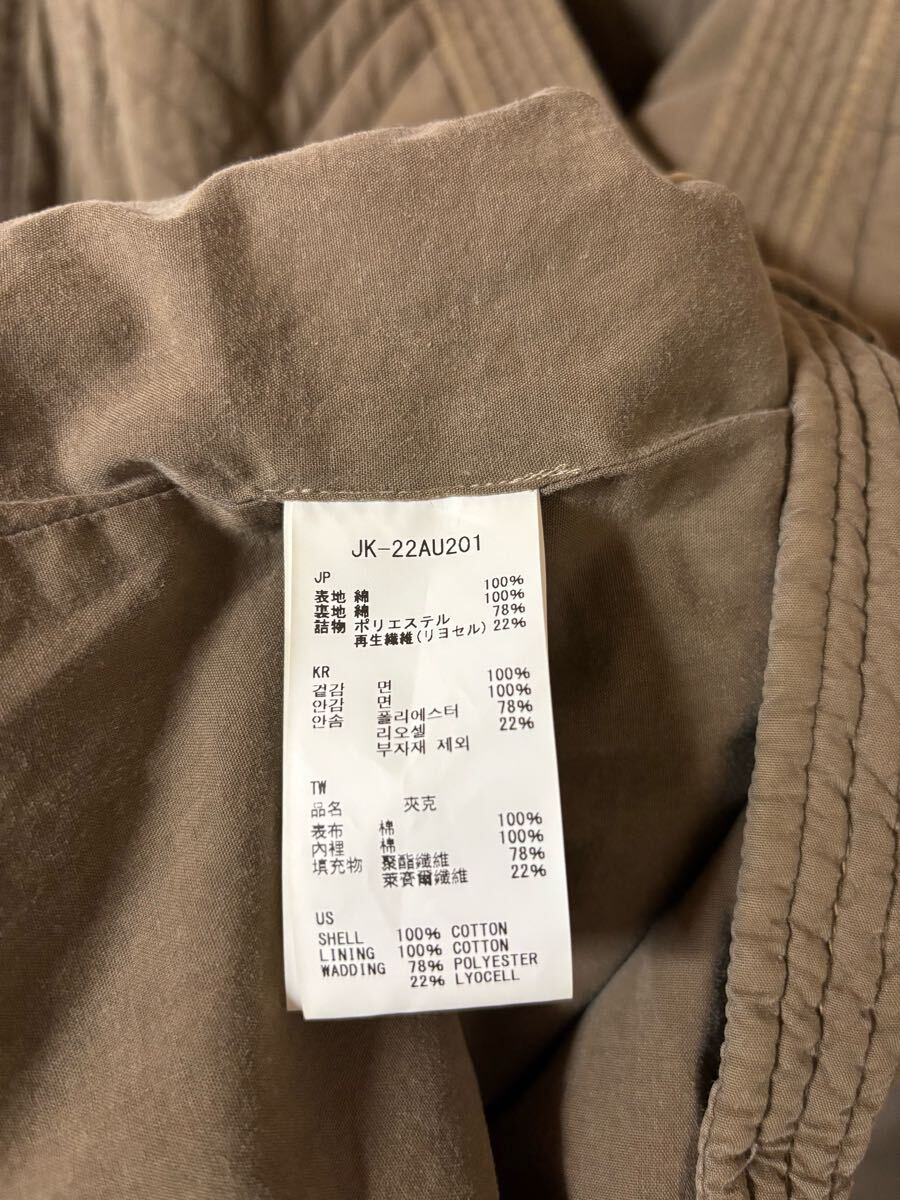 JK-22AU201
JP
表地 綿 100%
裏地 綿 100%
詰物 ポリエステル 78%
再生繊維(リヨセル) 22%
KR
겉감 면 100%
안감 면 100%
안솜 폴리에스터 78%
리오셀 22%
부자재 제외
TW
品名 夾克
表布 棉 100%
內裡 棉 100%
填充物 聚酯纖維 78%
萊賽爾纖維 22%
US
SHELL 100% COTTON
LINING 100% COTTON
WADDING 78% POLYESTER
22% LYOCELL